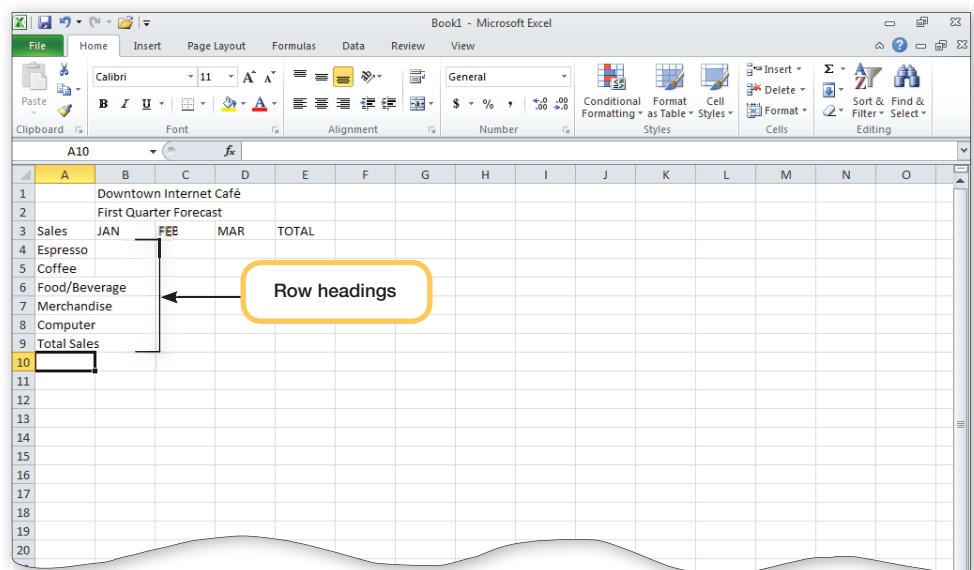 Book1 - Microsoft Excel
File Home Insert Page Layout Formulas Data Review View
Calibri 11 A A General Σ Insert
Paste B I U A $ % , .0 .00 .00 .0 Conditional Formatting Format as Table Cell Styles Delete Format Sort & Filter Find & Select
Clipboard Font Alignment Number Styles Cells Editing
A10 fx
A B C D E F G H I J K L M N O
1 Downtown Internet Café
2 First Quarter Forecast
3 Sales JAN FEB MAR TOTAL
4 Espresso
5 Coffee
6 Food/Beverage Row headings
7 Merchandise
8 Computer
9 Total Sales
10
11
12
13
14
15
16
17
18
19
20